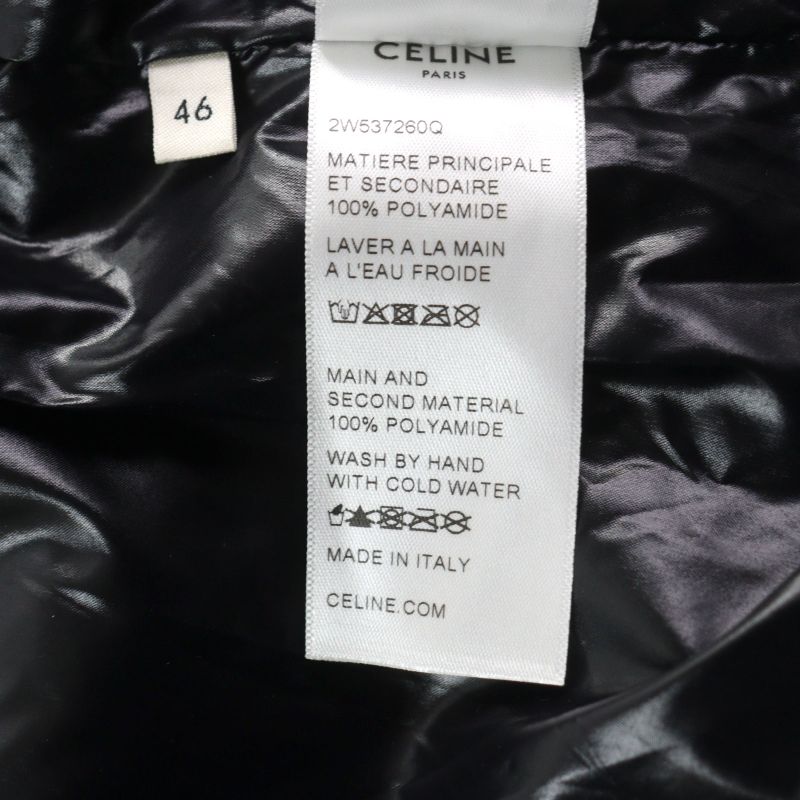 CELINE
PARIS
46
2W537260Q
MATIERE PRINCIPALE
ET SECONDAIRE
100% POLYAMIDE
LAVER A LA MAIN
A L'EAU FROIDE
MAIN AND
SECOND MATERIAL
100% POLYAMIDE
WASH BY HAND
WITH COLD WATER
MADE IN ITALY
CELINE.COM